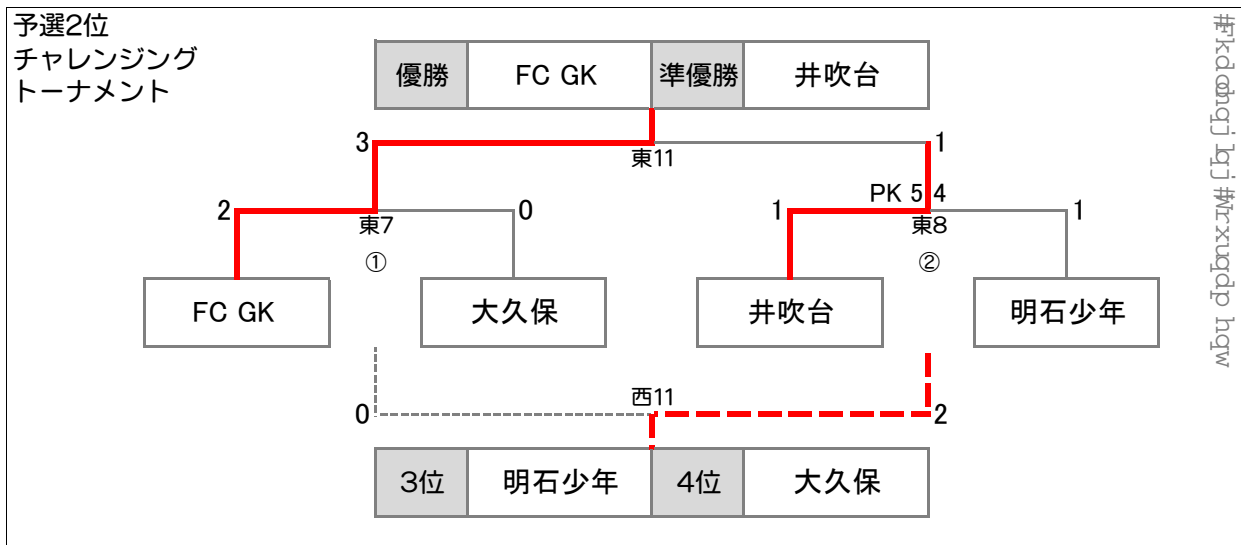 予選2位
チャレンジング
トーナメント
優勝 FC GK 準優勝 井吹台
3 東11 1
2 東7 0 1 PK 5 4 東8 1
① ②
FC GK 大久保 井吹台 明石少年
0 西11 2
3位 明石少年 4位 大久保